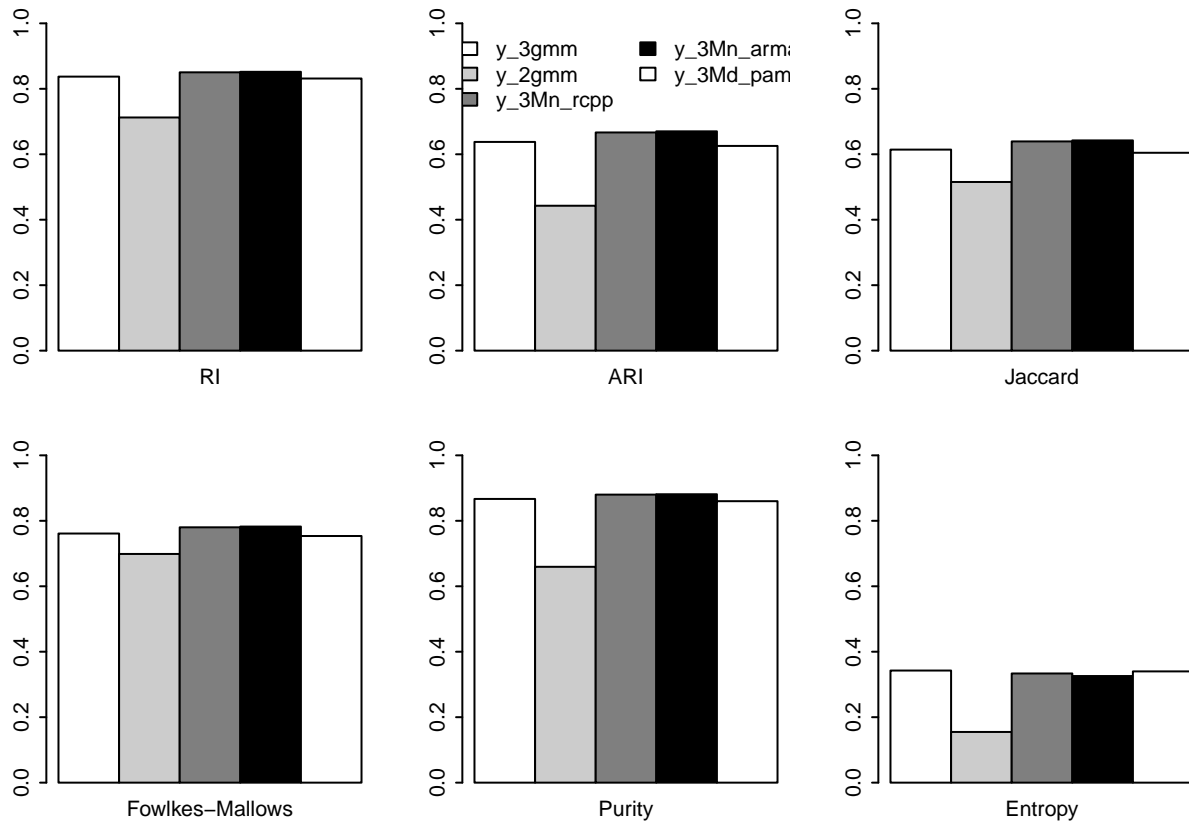 0.0 0.2 0.4 0.6 0.8 1.0
RI
0.0 0.2 0.4 0.6 0.8 1.0
y_3gmm
y_2gmm
y_3Mn_rcpp
y_3Mn_arma
y_3Md_pam
ARI
0.0 0.2 0.4 0.6 0.8 1.0
Jaccard
0.0 0.2 0.4 0.6 0.8 1.0
Fowlkes−Mallows
0.0 0.2 0.4 0.6 0.8 1.0
Purity
0.0 0.2 0.4 0.6 0.8 1.0
Entropy